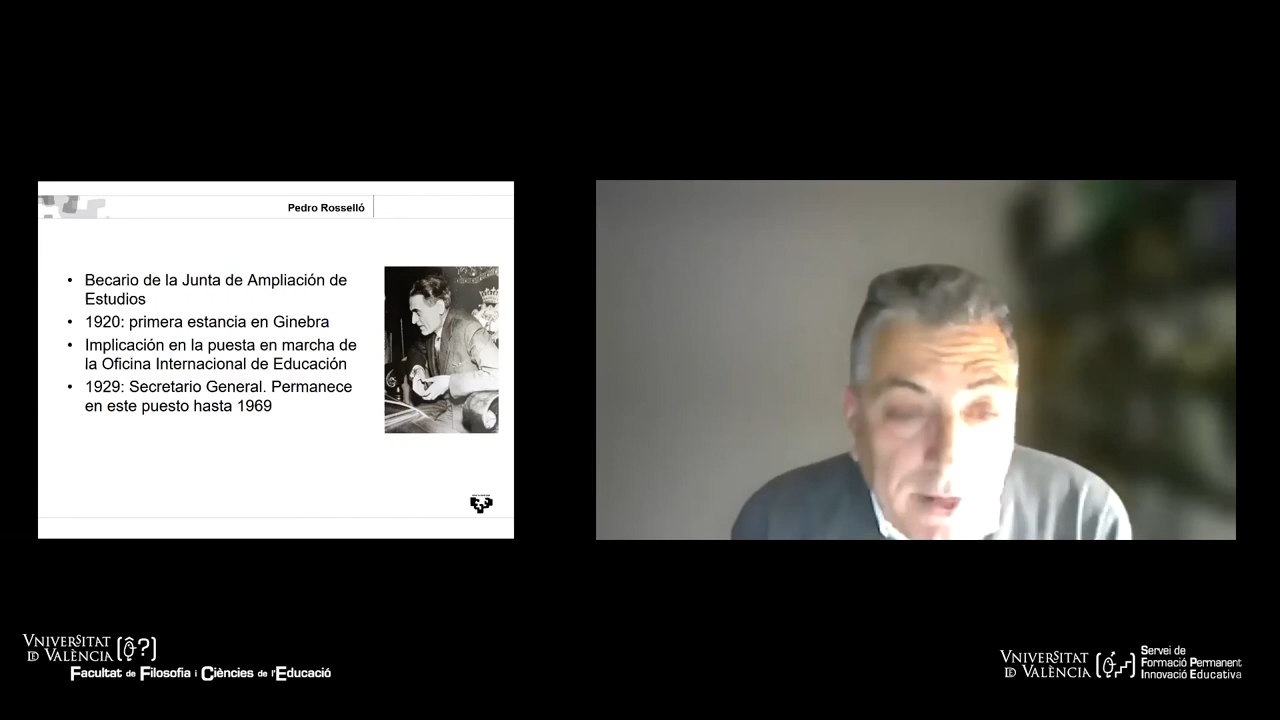 Pedro Rosselló
• Becario de la Junta de Ampliación de
Estudios
• 1920: primera estancia en Ginebra
• Implicación en la puesta en marcha de
la Oficina Internacional de Educación
• 1929: Secretario General. Permanece
en este puesto hasta 1969
VNIVERSITAT
ID VALÈNCIA
Facultat de Filosofia i Ciències de l'Educació
VNIVERSITAT
ID VALÈNCIA
Servei de
Formació Permanent
Innovació Educativa